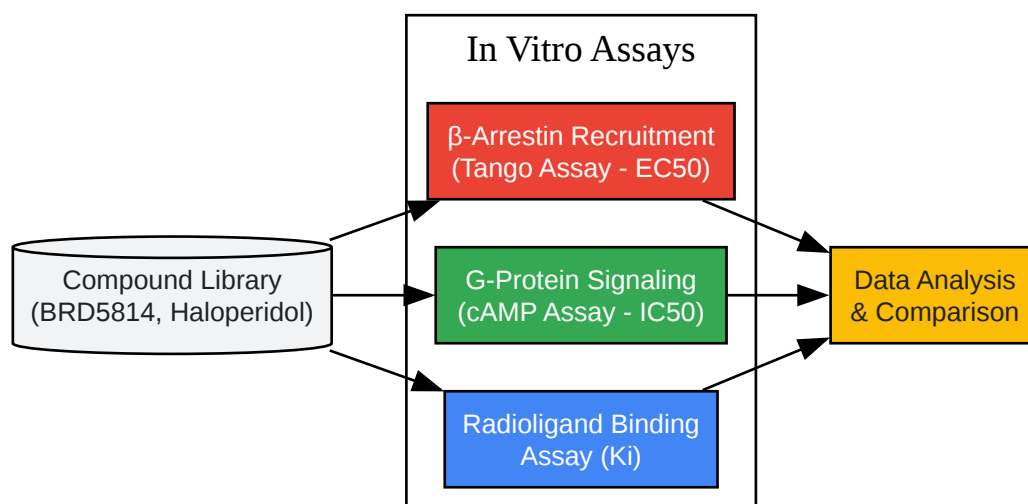 In Vitro Assays
β-Arrestin Recruitment
(Tango Assay - EC50)
Compound Library
(BRD5814, Haloperidol)
G-Protein Signaling
(cAMP Assay - IC50)
Data Analysis
& Comparison
Radioligand Binding
Assay (Ki)